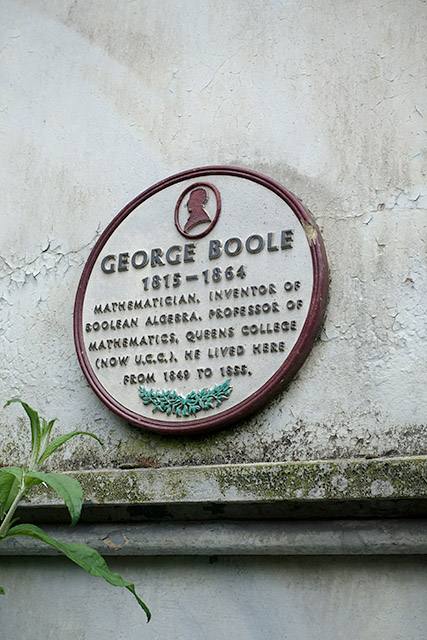 GEORGE BOOLE
1815–1864
MATHEMATICIAN, INVENTOR OF
BOOLEAN ALGEBRA, PROFESSOR OF
MATHEMATICS, QUEENS COLLEGE
(NOW U.C.C.), HE LIVED HERE
FROM 1849 TO 1855.